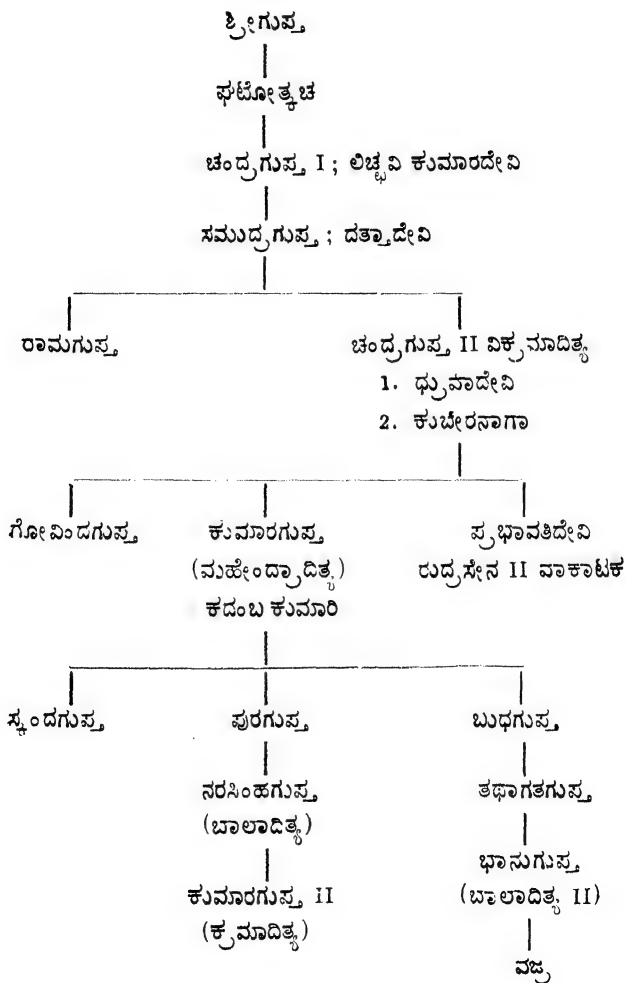 ಶ್ರೀಗುಪ್ತ
ಘಟೋತ್ಕಚ
ಚಂದ್ರಗುಪ್ತ I ; ಲಿಚ್ಛವಿ ಕುಮಾರದೇವಿ
ಸಮುದ್ರಗುಪ್ತ ; ದತ್ತಾದೇವಿ
ರಾಮಗುಪ್ತ ಚಂದ್ರಗುಪ್ತ II ವಿಕ್ರಮಾದಿತ್ಯ
1. ಧ್ರುವಾದೇವಿ
2. ಕುಬೇರನಾಗಾ
ಗೋವಿಂದಗುಪ್ತ ಕುಮಾರಗುಪ್ತ ಪ್ರಭಾವತಿದೇವಿ
(ಮಹೇಂದ್ರಾದಿತ್ಯ) ರುದ್ರಸೇನ II ವಾಕಾಟಕ
ಕದಂಬ ಕುಮಾರಿ
ಸ್ಕಂದಗುಪ್ತ ಪುರಗುಪ್ತ ಬುಧಗುಪ್ತ
ನರಸಿಂಹಗುಪ್ತ ತಥಾಗತಗುಪ್ತ
(ಬಾಲಾದಿತ್ಯ)
ಭಾನುಗುಪ್ತ
ಕುಮಾರಗುಪ್ತ II (ಬಾಲಾದಿತ್ಯ II)
(ಕ್ರಮಾದಿತ್ಯ)
ವಜ್ರ